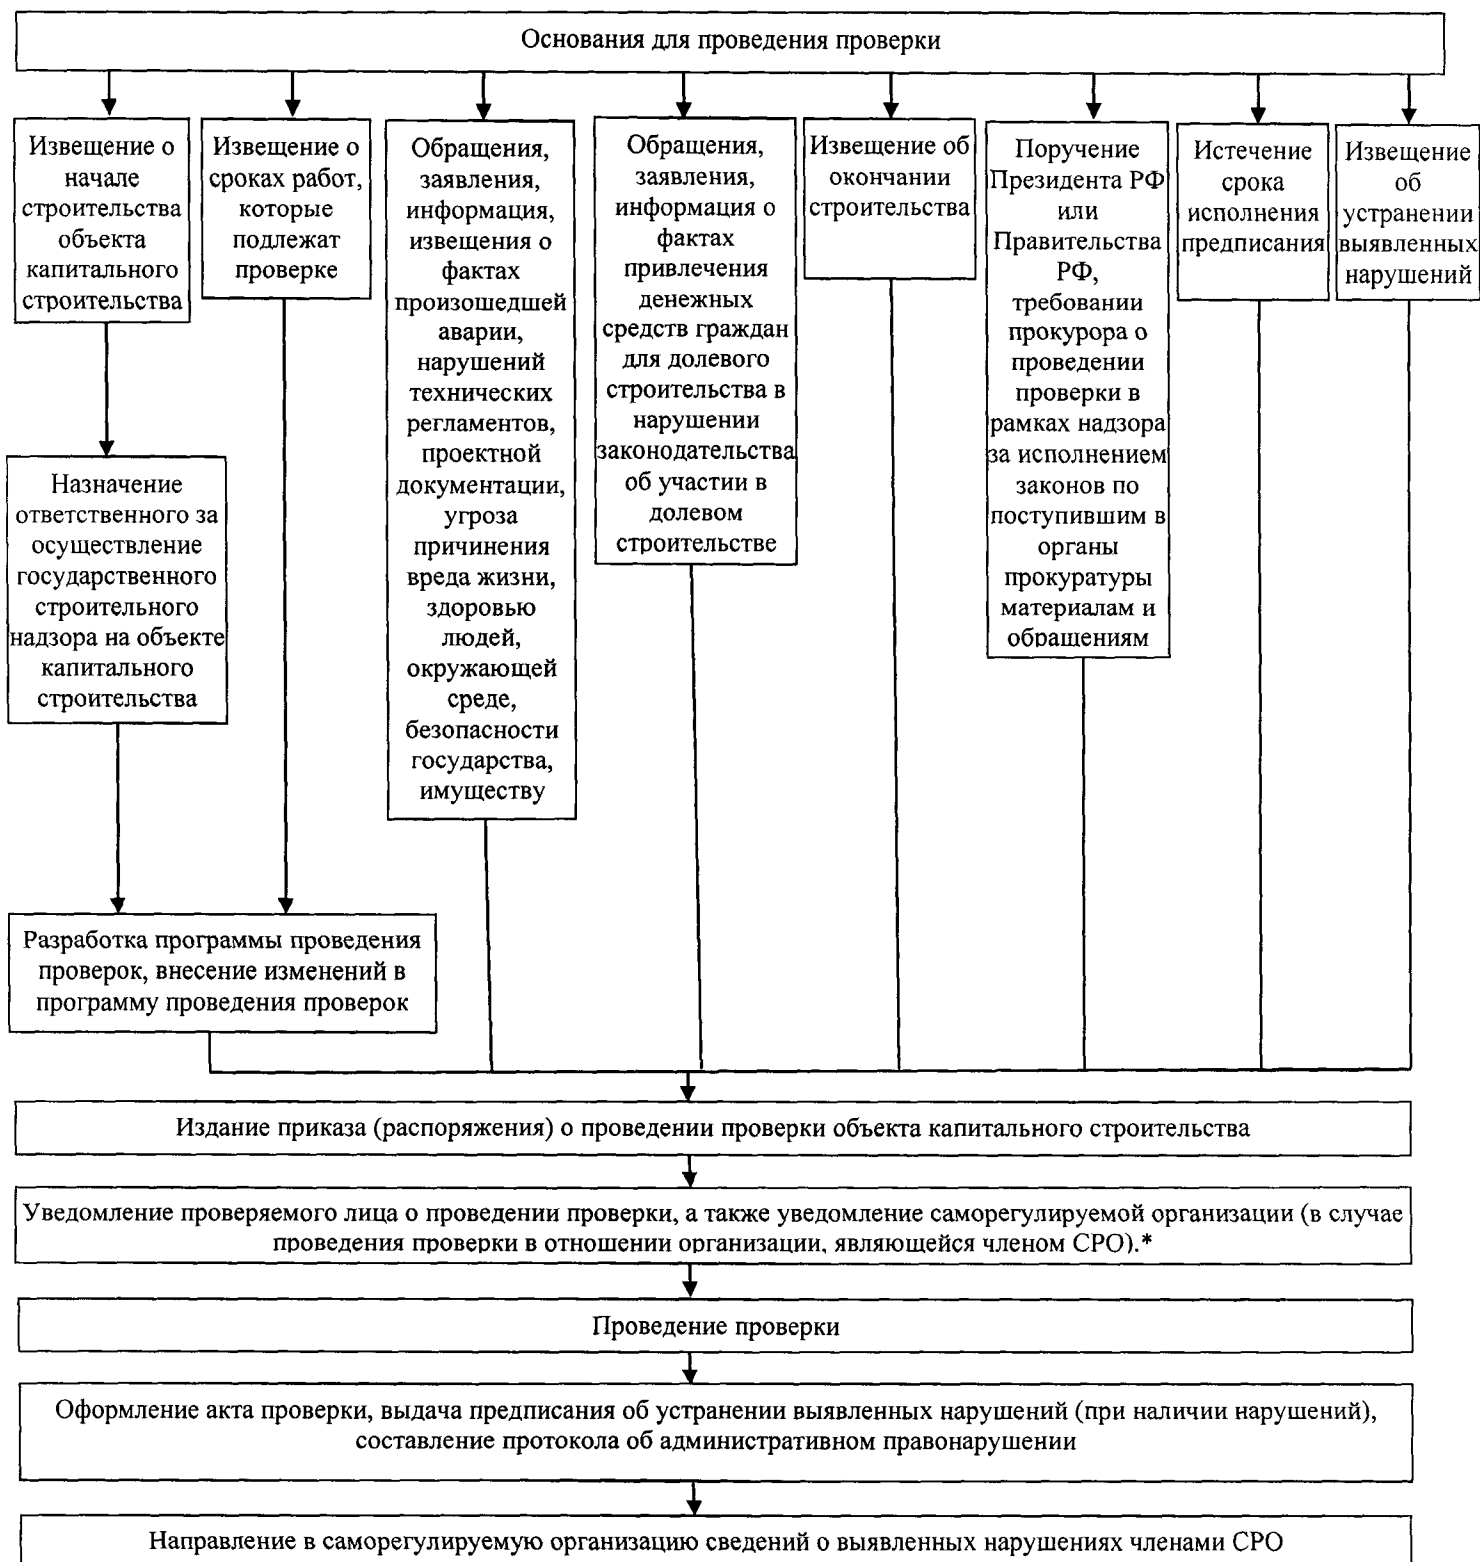 Основания для проведения проверки
Извещение о
начале
строительства
объекта
капитального
строительства
Извещение о
сроках работ,
которые
подлежат
проверке
Обращения,
заявления,
информация,
извещения о
фактах
произошедшей
аварии,
нарушений
технических
регламентов,
проектной
документации,
угроза
причинения
вреда жизни,
здоровью
людей,
окружающей
среде,
безопасности
государства,
имуществу
Обращения,
заявления,
информация о
фактах
привлечения
денежных
средств граждан
для долевого
строительства в
нарушении
законодательства
об участии в
долевом
строительстве
Извещение об
окончании
строительства
Поручение
Президента РФ
или
Правительства
РФ,
требовании
прокурора о
проведении
проверки в
рамках надзора
за исполнением
законов по
поступившим в
органы
прокуратуры
материалам и
обращениям
Истечение
срока
исполнения
предписания
Извещение
об
устранении
выявленных
нарушений
Назначение
ответственного за
осуществление
государственного
строительного
надзора на объекте
капитального
строительства
Разработка программы проведения
проверок, внесение изменений в
программу проведения проверок
Издание приказа (распоряжения) о проведении проверки объекта капитального строительства
Уведомление проверяемого лица о проведении проверки, а также уведомление саморегулируемой организации (в случае
проведения проверки в отношении организации, являющейся членом СРО).*
Проведение проверки
Оформление акта проверки, выдача предписания об устранении выявленных нарушений (при наличии нарушений),
составление протокола об административном правонарушении
Направление в саморегулируемую организацию сведений о выявленных нарушениях членами СРО